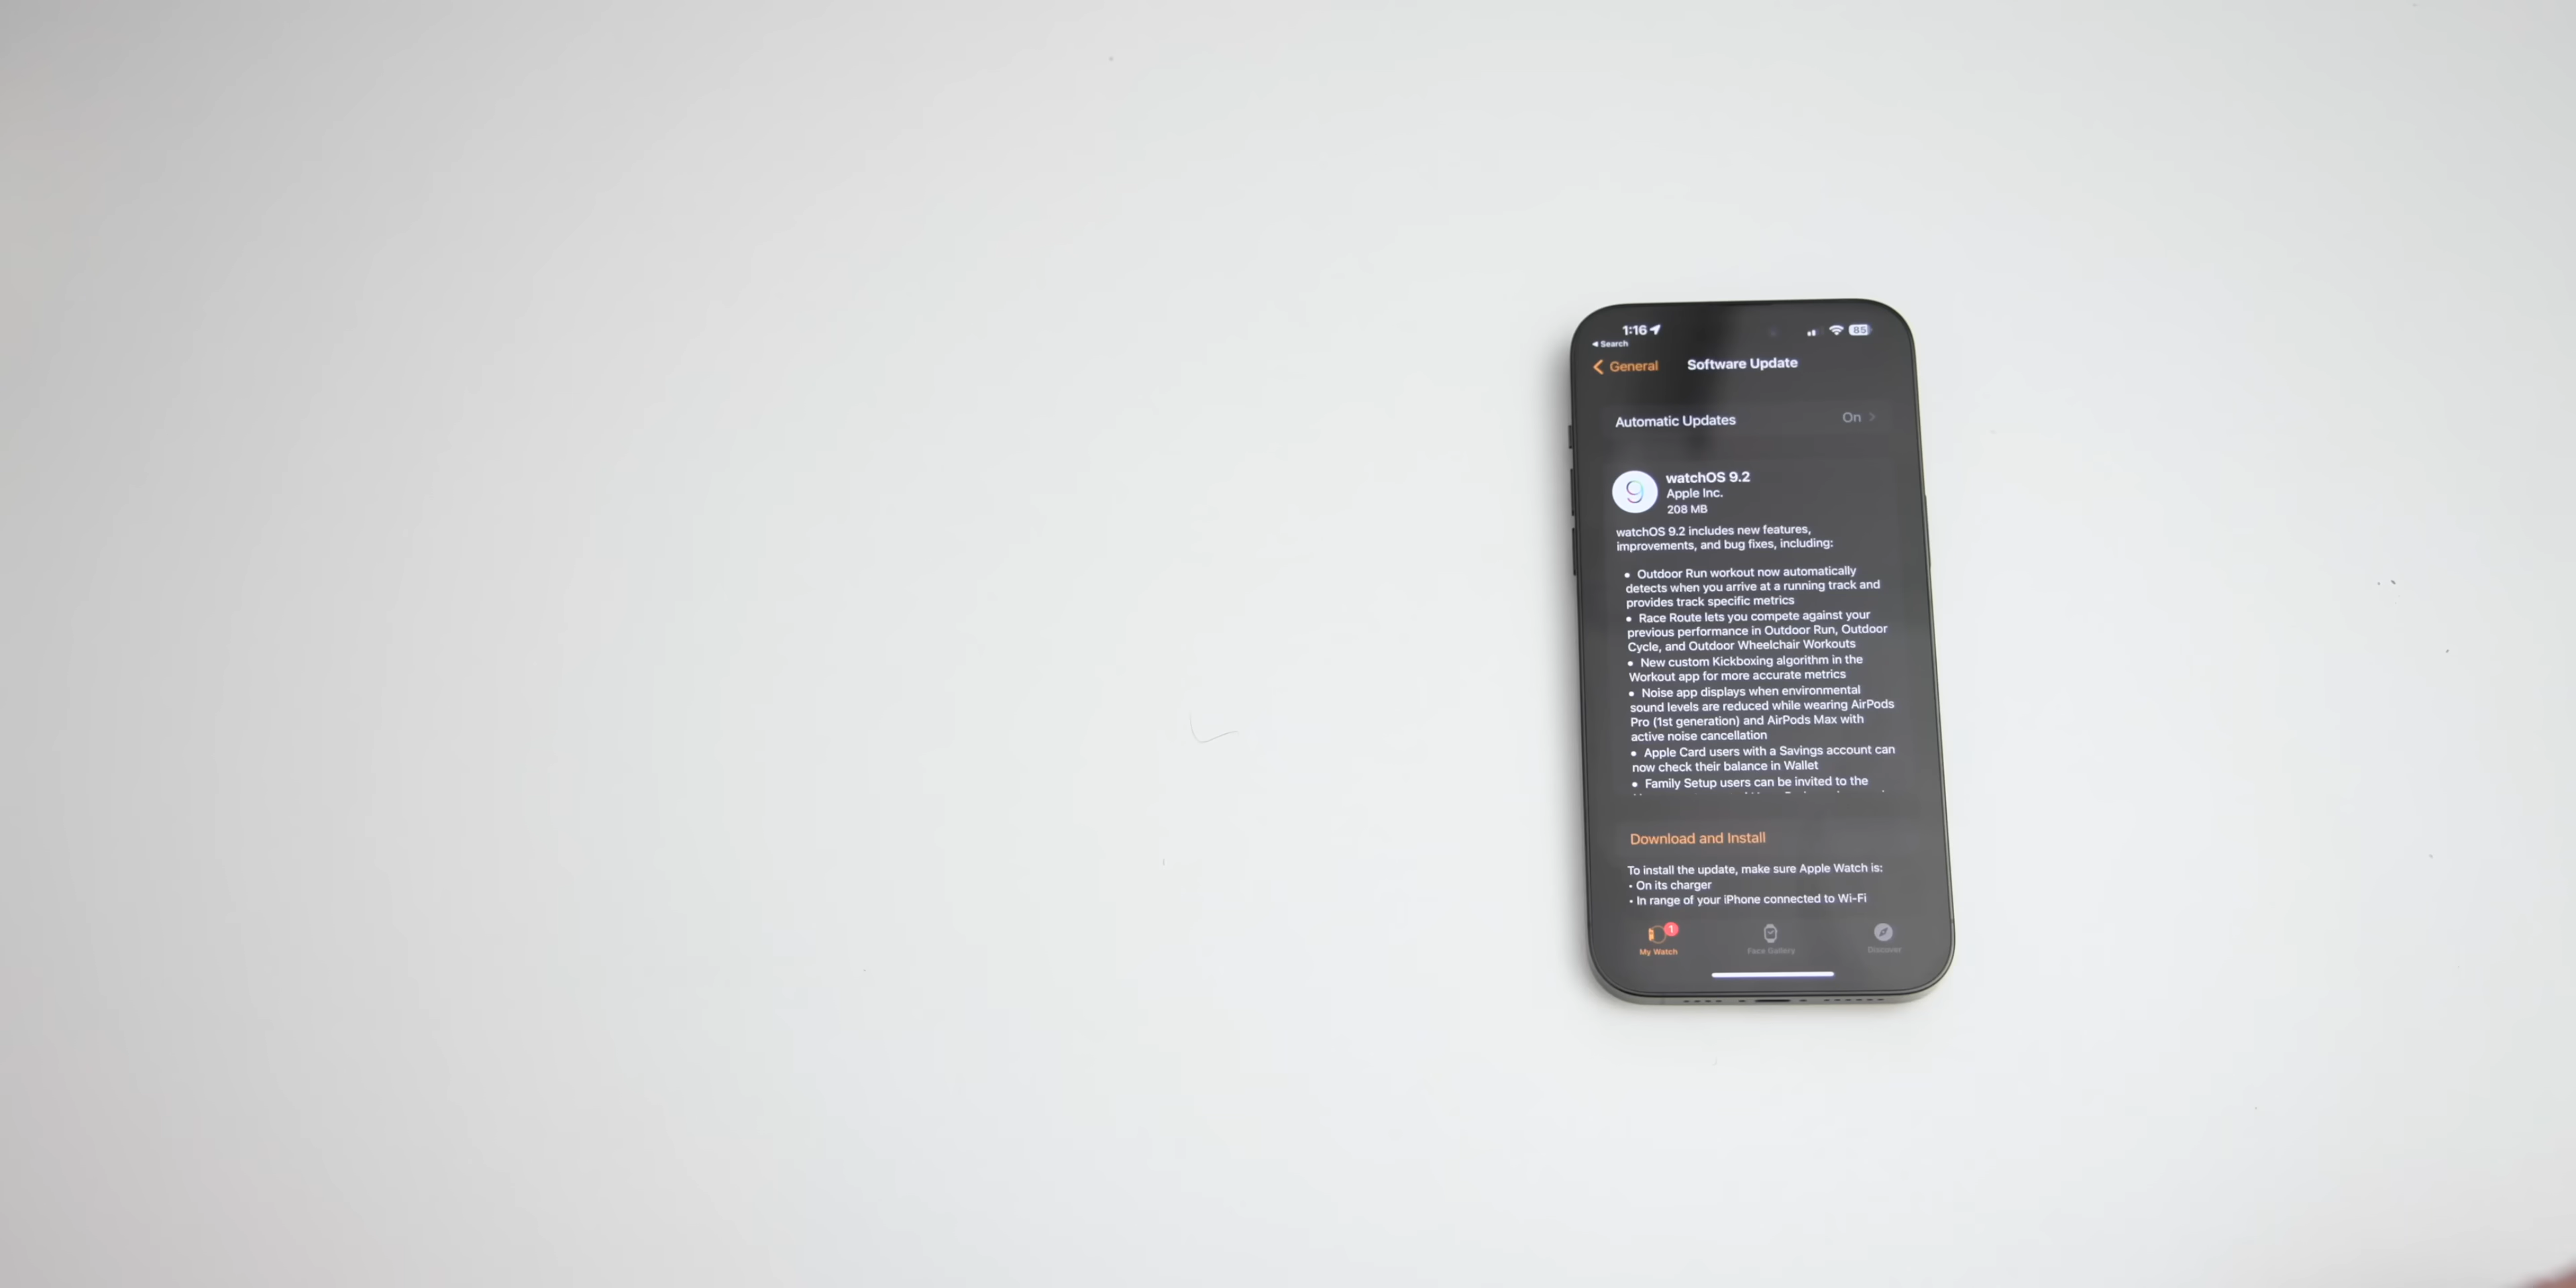 1:16
85
Search
General
Software Update
Automatic Updates
On
9
watchOS 9.2
Apple Inc.
208 MB
watchOS 9.2 includes new features,
improvements, and bug fixes, including:
• Outdoor Run workout now automatically
detects when you arrive at a running track and
provides track specific metrics
• Race Route lets you compete against your
previous performance in Outdoor Run, Outdoor
Cycle, and Outdoor Wheelchair Workouts
• New custom Kickboxing algorithm in the
Workout app for more accurate metrics
• Noise app displays when environmental
sound levels are reduced while wearing AirPods
Pro (1st generation) and AirPods Max with
active noise cancellation
• Apple Card users with a Savings account can
now check their balance in Wallet
• Family Setup users can be invited to the
Download and Install
To install the update, make sure Apple Watch is:
• On its charger
• In range of your iPhone connected to Wi-Fi
1
My Watch
Face Gallery
Discover